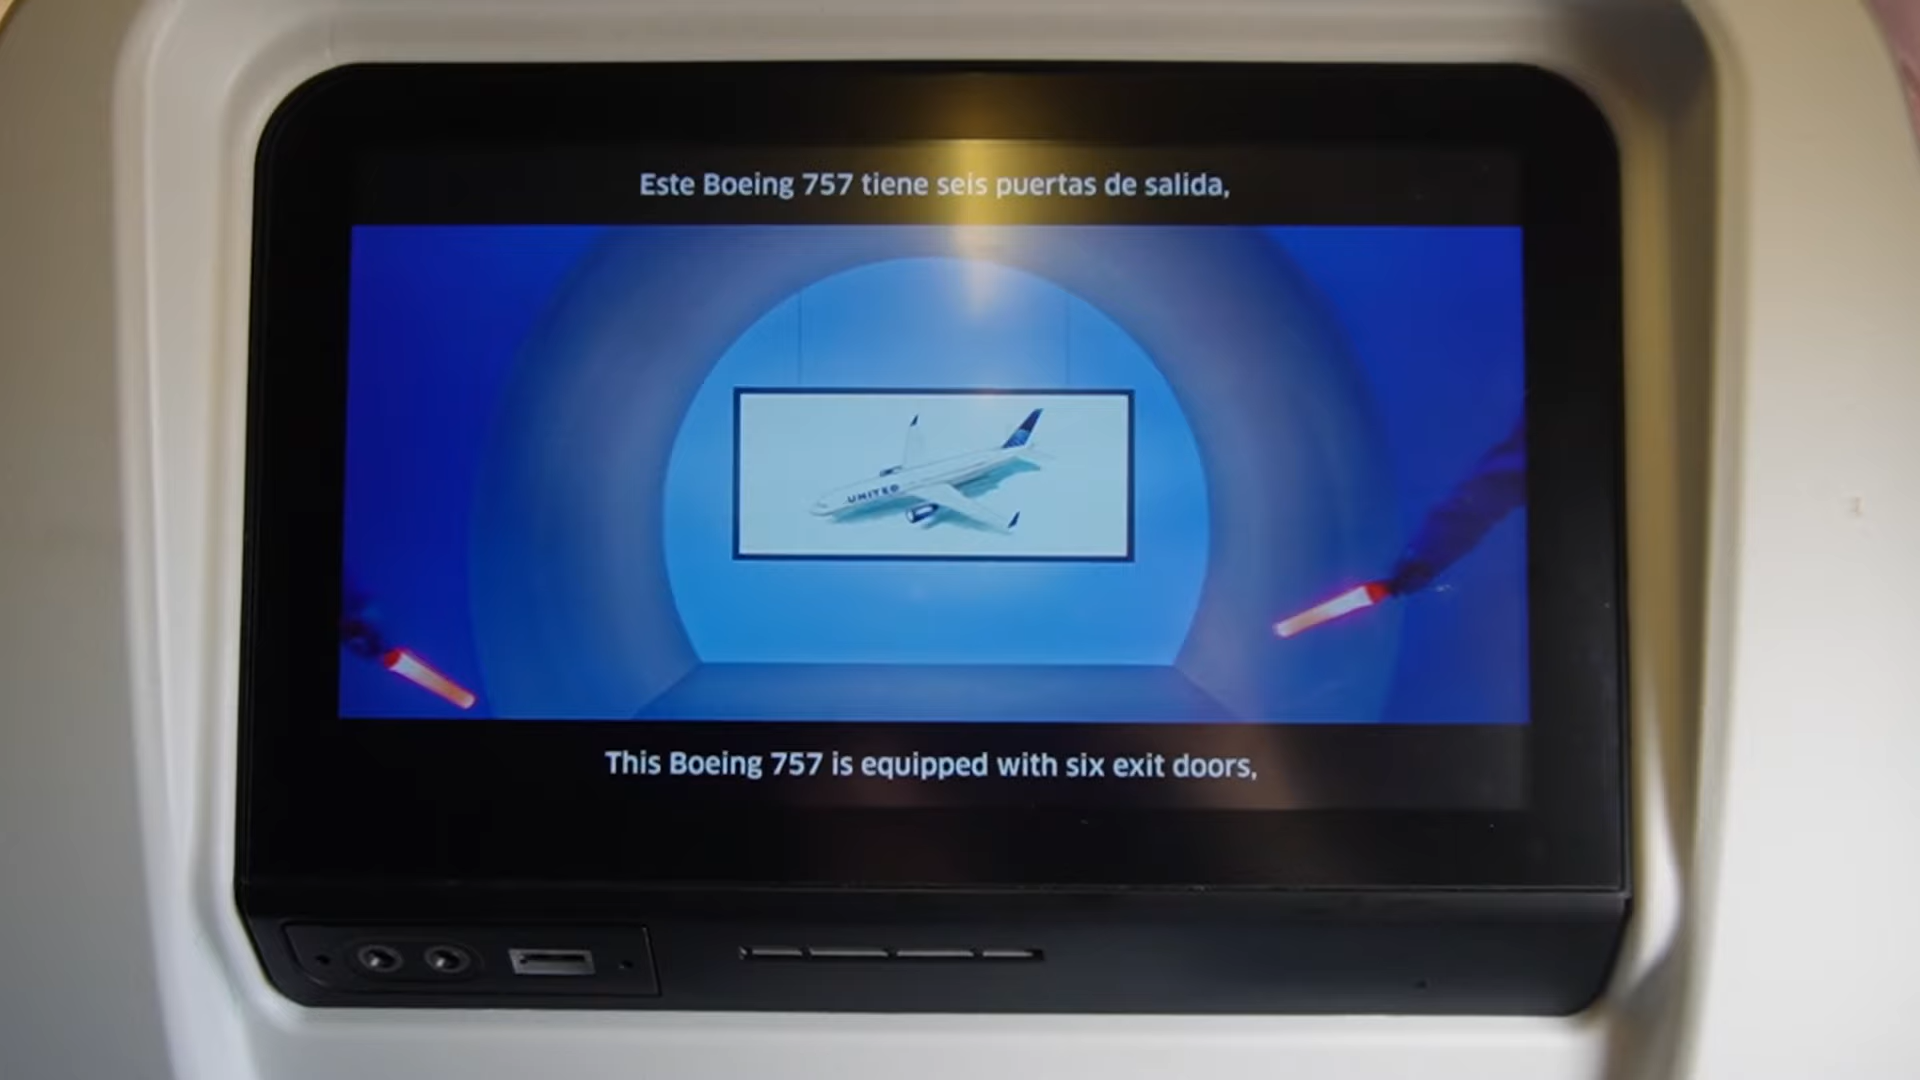 Este Boeing 757 tiene seis puertas de salida,
UNITED
This Boeing 757 is equipped with six exit doors,